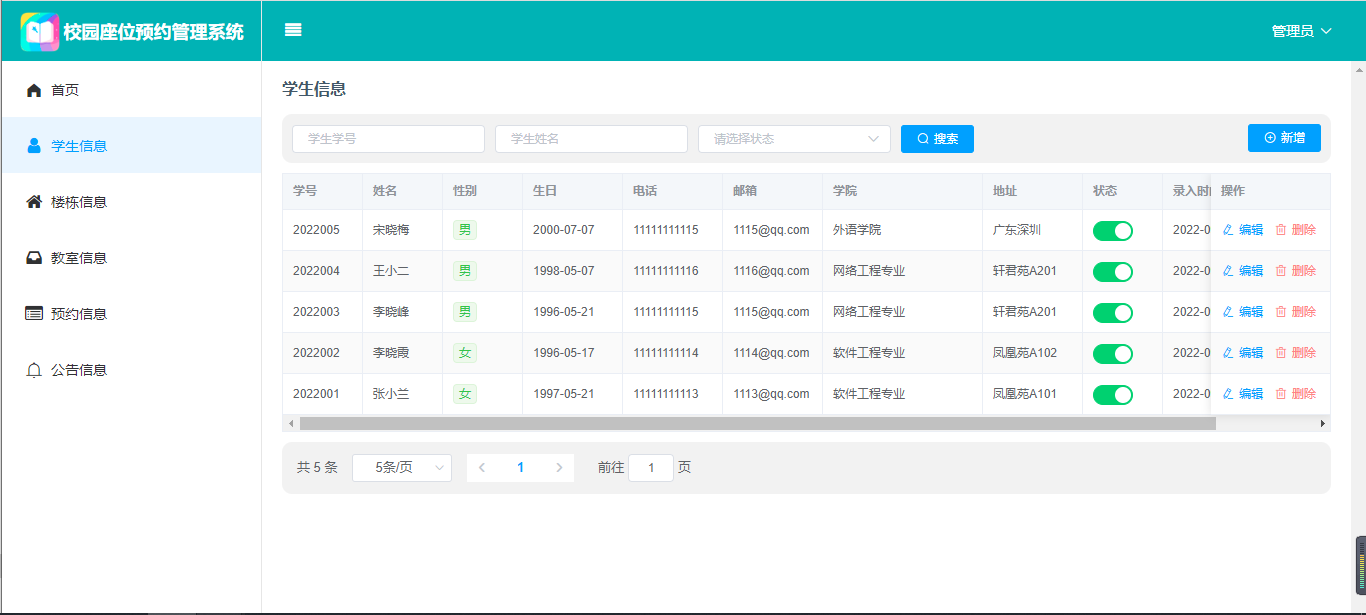 校园座位预约管理系统
管理员
首页
学生信息
楼栋信息
教室信息
预约信息
公告信息
学生信息
学生学号 学生姓名 请选择状态 搜索 新增
学号 姓名 性别 生日 电话 邮箱 学院 地址 状态 录入时 操作
2022005 宋晓梅 男 2000-07-07 11111111115 1115@qq.com 外语学院 广东深圳 2022-0 编辑 删除
2022004 王小二 男 1998-05-07 11111111116 1116@qq.com 网络工程专业 轩君苑A201 2022-0 编辑 删除
2022003 李晓峰 男 1996-05-21 11111111115 1115@qq.com 网络工程专业 轩君苑A201 2022-0 编辑 删除
2022002 李晓霞 女 1996-05-17 11111111114 1114@qq.com 软件工程专业 凤凰苑A102 2022-0 编辑 删除
2022001 张小兰 女 1997-05-21 11111111113 1113@qq.com 软件工程专业 凤凰苑A101 2022-0 编辑 删除
共 5 条 5条/页 1 前往 1 页